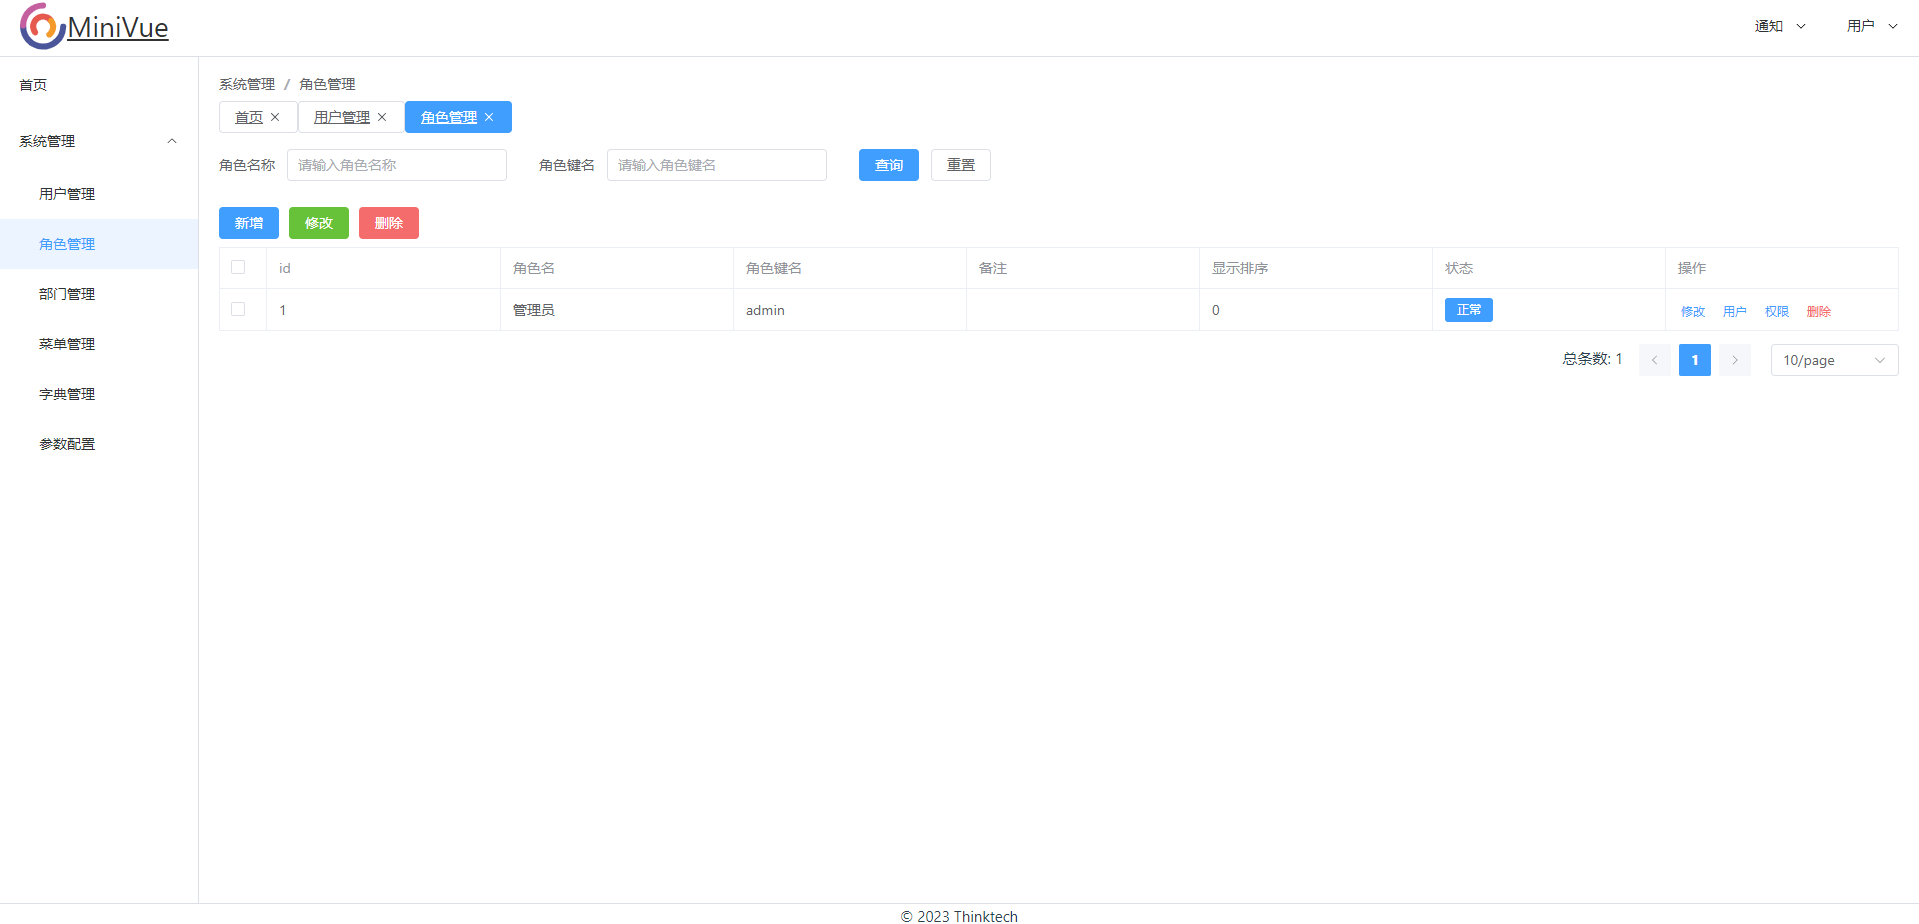 MiniVue
通知 用户
首页
系统管理
用户管理
角色管理
部门管理
菜单管理
字典管理
参数配置
系统管理 / 角色管理
首页 用户管理 角色管理
角色名称 请输入角色名称 角色键名 请输入角色键名 查询 重置
新增 修改 删除
id 角色名 角色键名 备注 显示排序 状态 操作
1 管理员 admin 0 正常 修改 用户 权限 删除
总条数: 1 1 10/page
© 2023 Thinktech